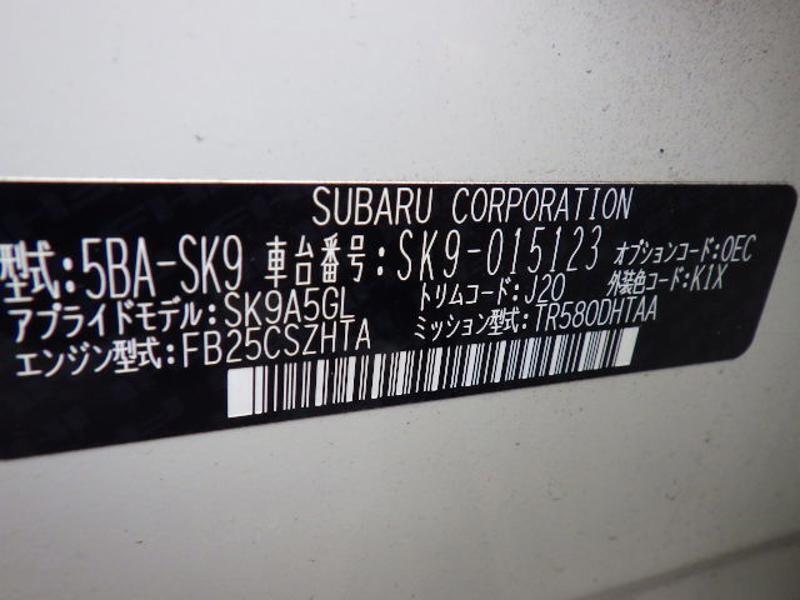 SUBARU CORPORATION
型式:5BA-SK9 車台番号:SK9-015123 オプションコード:OEC
アプライドモデル:SK9A5GL トリムコード:J20 外装色コード:K1X
エンジン型式:FB25CSZHTA ミッション型式:TR580DHTAA